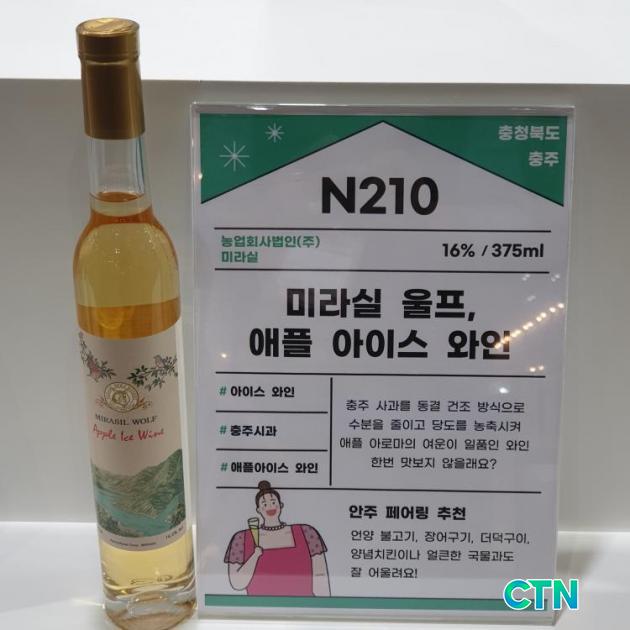 충청북도
충주
N210
농업회사법인(주)
미라실
16% / 375ml
미라실 울프,
애플 아이스 와인
# 아이스 와인
# 충주사과
# 애플아이스 와인
충주 사과를 동결 건조 방식으로
수분을 줄이고 당도를 농축시켜
애플 아로마의 여운이 일품인 와인
한번 맛보지 않을래요?
안주 페어링 추천
언양 불고기, 장어구기, 더덕구이,
양념치킨이나 얼큰한 국물과도
잘 어울려요!
MIRASIL WOLF
Apple Ice Wine
CTN